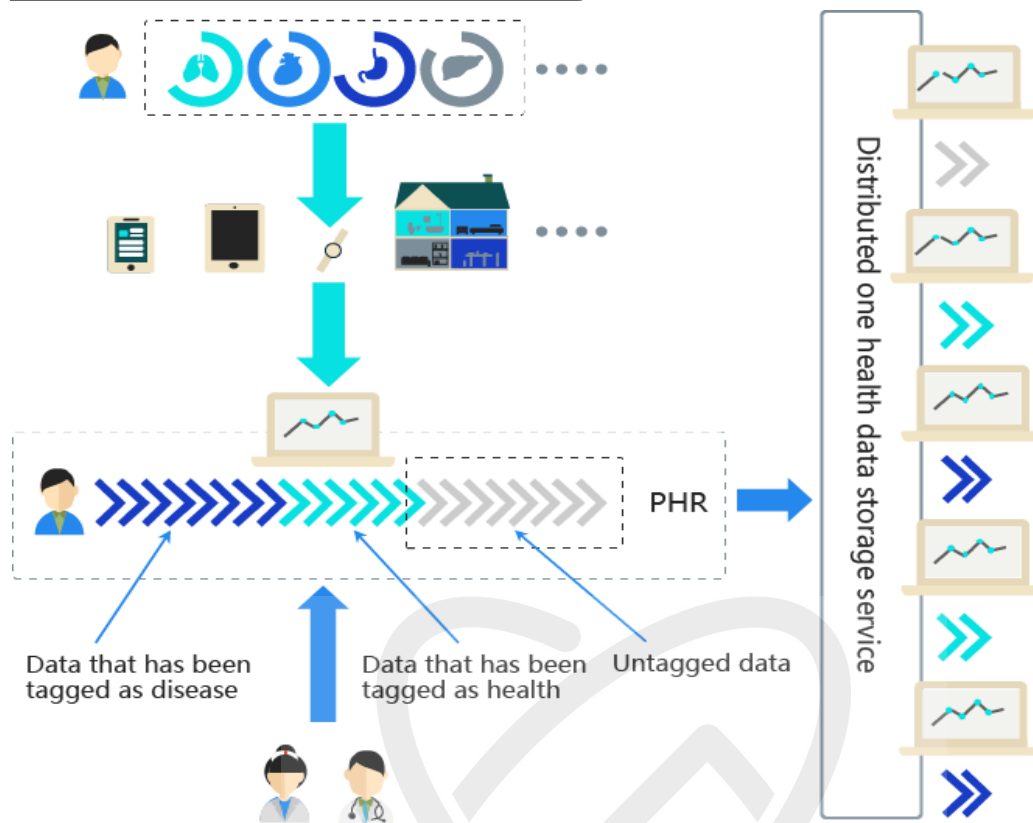 PHR
Data that has been
tagged as disease
Data that has been
tagged as health
Untagged data
Distributed one health data storage service